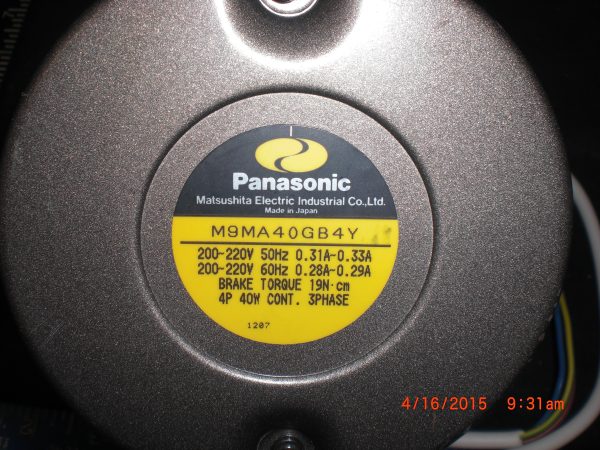 Panasonic
Matsushita Electric Industrial Co.,Ltd.
Made in Japan
M9MA40GB4Y
200~220V 50Hz 0.31A~0.33A
200~220V 60Hz 0.28A~0.29A
BRAKE TORQUE 19N·cm
4P 40W CONT. 3PHASE
1207
4/16/2015 9:31am